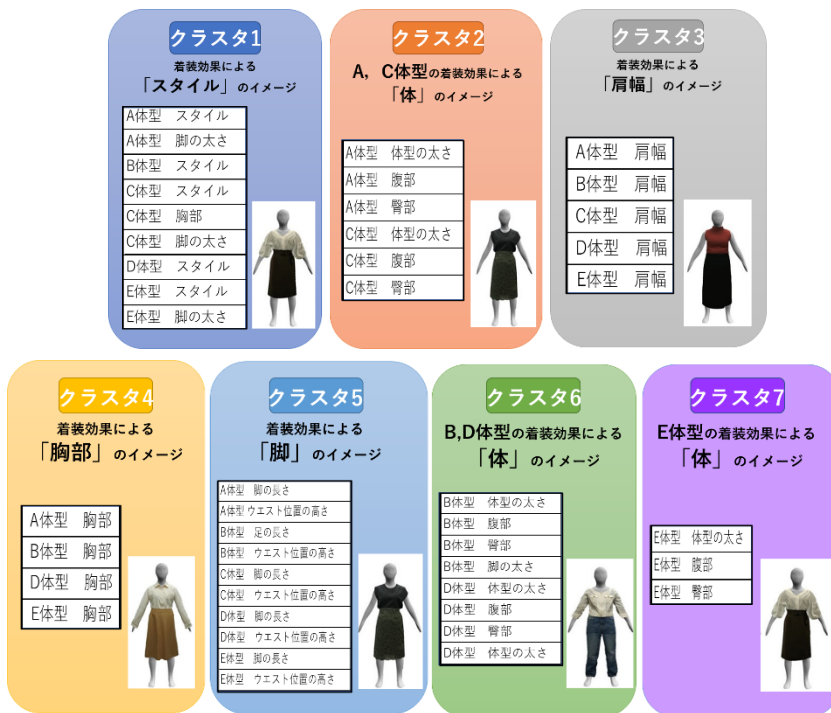 クラスタ1
着装効果による
「スタイル」のイメージ
A体型 スタイル
A体型 脚の太さ
B体型 スタイル
C体型 スタイル
C体型 胸部
C体型 脚の太さ
D体型 スタイル
E体型 スタイル
E体型 脚の太さ
クラスタ2
A，C体型の着装効果による
「体」のイメージ
A体型 体型の太さ
A体型 腹部
A体型 臀部
C体型 体型の太さ
C体型 腹部
C体型 臀部
クラスタ3
着装効果による
「肩幅」のイメージ
A体型 肩幅
B体型 肩幅
C体型 肩幅
D体型 肩幅
E体型 肩幅
クラスタ4
着装効果による
「胸部」のイメージ
A体型 胸部
B体型 胸部
D体型 胸部
E体型 胸部
クラスタ5
着装効果による
「脚」のイメージ
A体型 脚の長さ
A体型 ウエスト位置の高さ
B体型 足の長さ
B体型 ウエスト位置の高さ
C体型 脚の長さ
C体型 ウエスト位置の高さ
D体型 脚の長さ
D体型 ウエスト位置の高さ
E体型 脚の長さ
E体型 ウエスト位置の高さ
クラスタ6
B,D体型の着装効果による
「体」のイメージ
B体型 体型の太さ
B体型 腹部
B体型 臀部
B体型 脚の太さ
D体型 体型の太さ
D体型 腹部
D体型 臀部
D体型 体型の太さ
クラスタ7
E体型の着装効果による
「体」のイメージ
E体型 体型の太さ
E体型 腹部
E体型 臀部